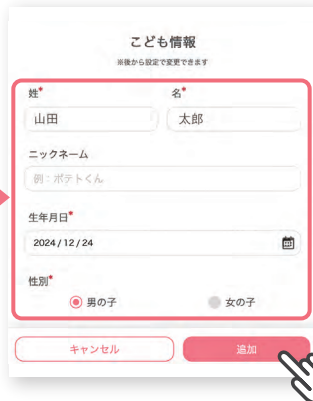 こども情報
※後から設定で変更できます
姓* 名*
山田 太郎
ニックネーム
例：ポテトくん
生年月日*
2024/12/24
性別*
男の子 女の子
キャンセル 追加